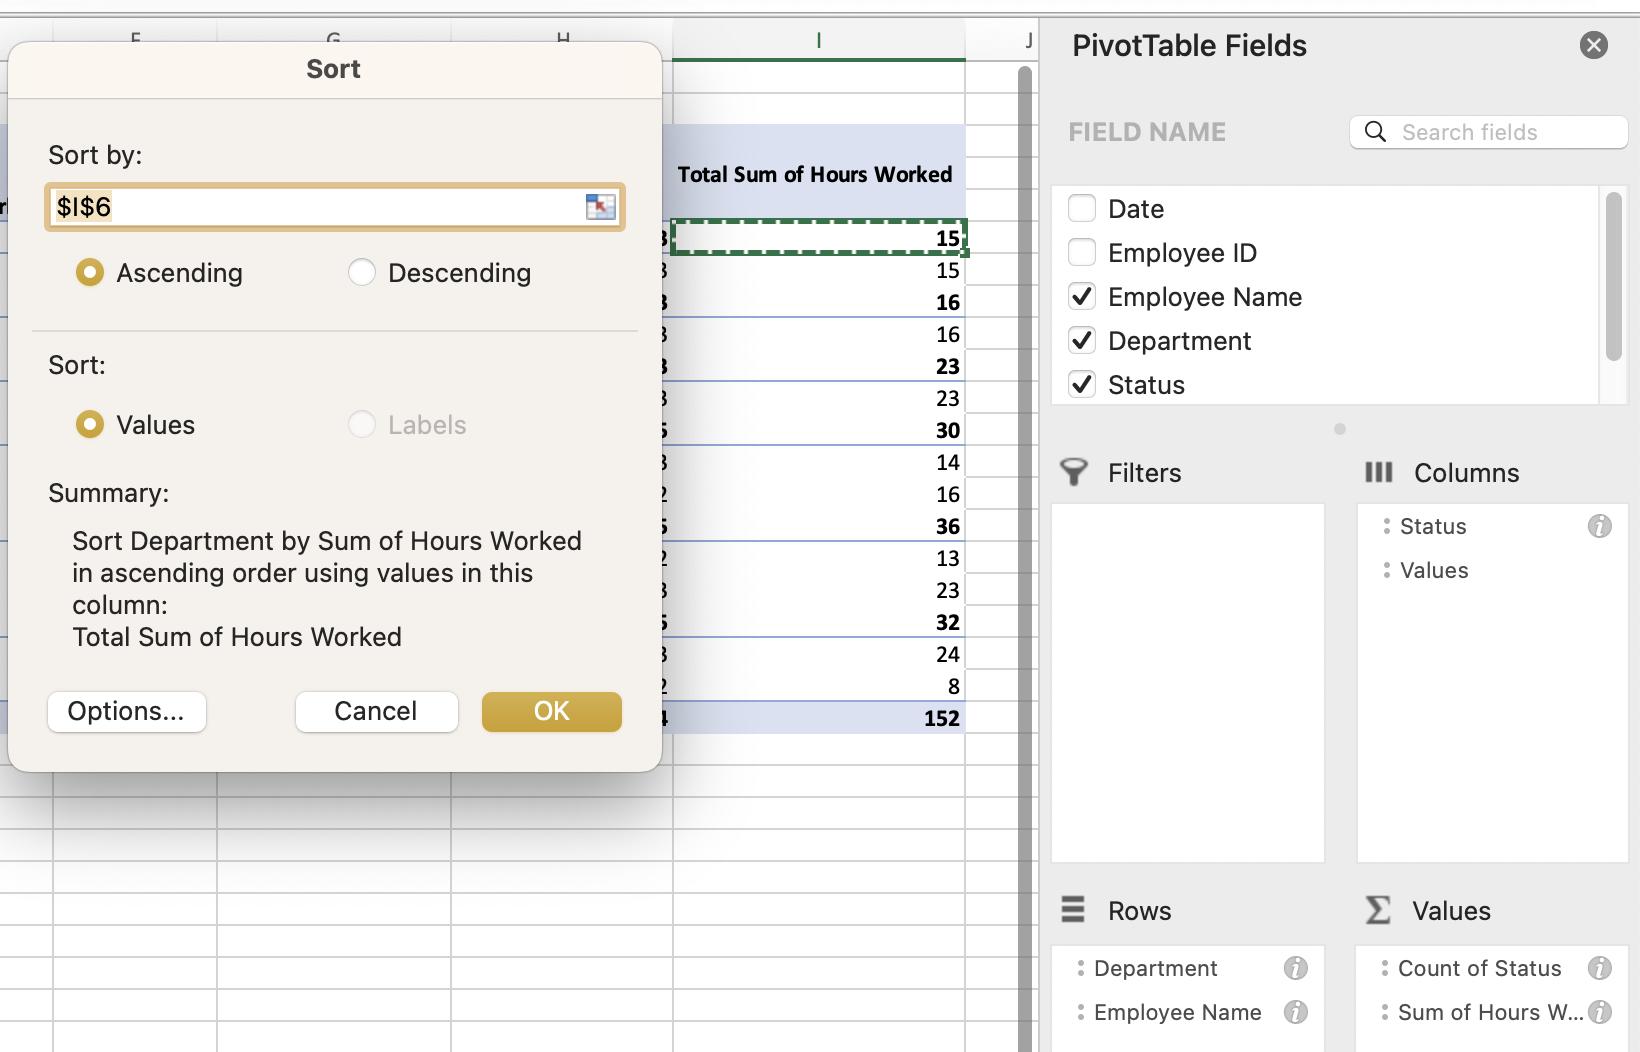 F G H I J
Sort
Sort by:
$I$6
Ascending Descending
Sort:
Values Labels
Summary:
Sort Department by Sum of Hours Worked
in ascending order using values in this
column:
Total Sum of Hours Worked
Options... Cancel OK
Total Sum of Hours Worked
15
15
16
16
23
23
30
14
16
36
13
23
32
24
8
152
PivotTable Fields
FIELD NAME
Search fields
Date
Employee ID
Employee Name
Department
Status
Filters
Columns
Status
Values
Rows
Department
Employee Name
Values
Count of Status
Sum of Hours W...